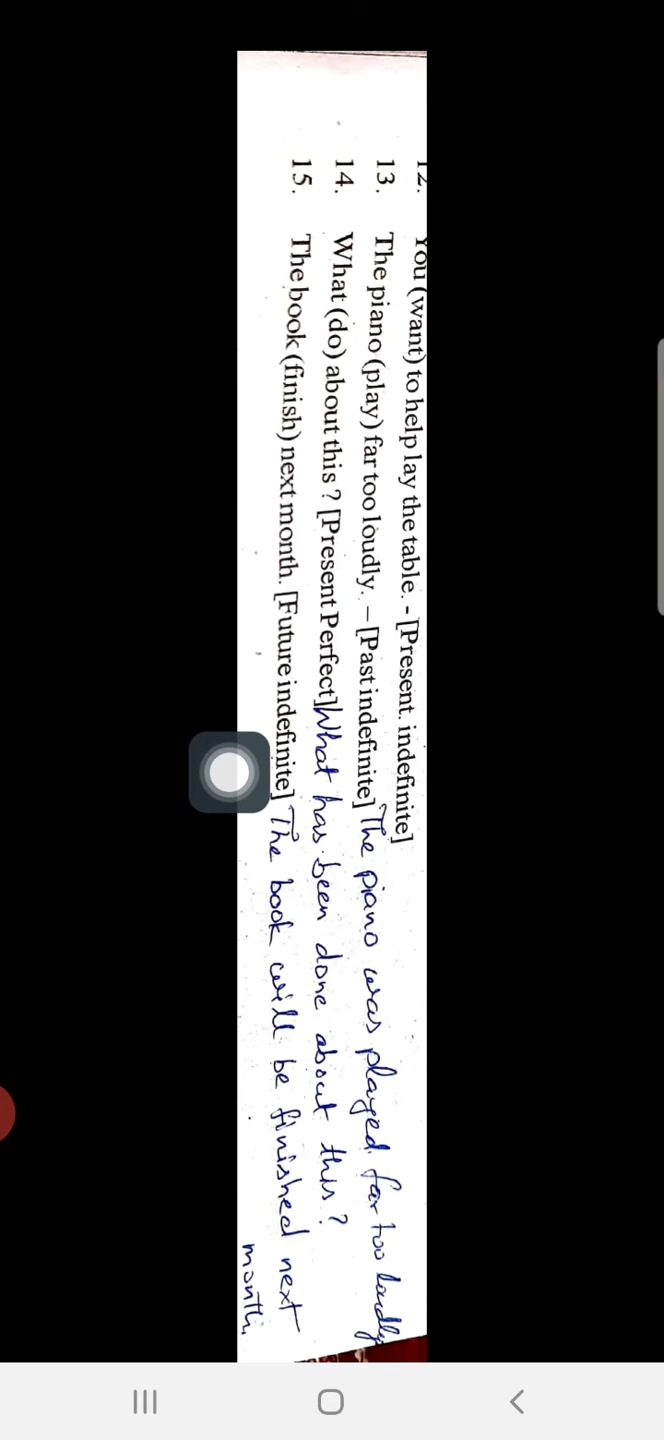 12. You (want) to help lay the table. - [Present. indefinite]
13. The piano (play) far too loudly. – [Past indefinite] The piano was played far too loudly
14. What (do) about this ? [Present Perfect] What has been done about this?
15. The book (finish) next month. [Future indefinite] The book will be finished next
month.